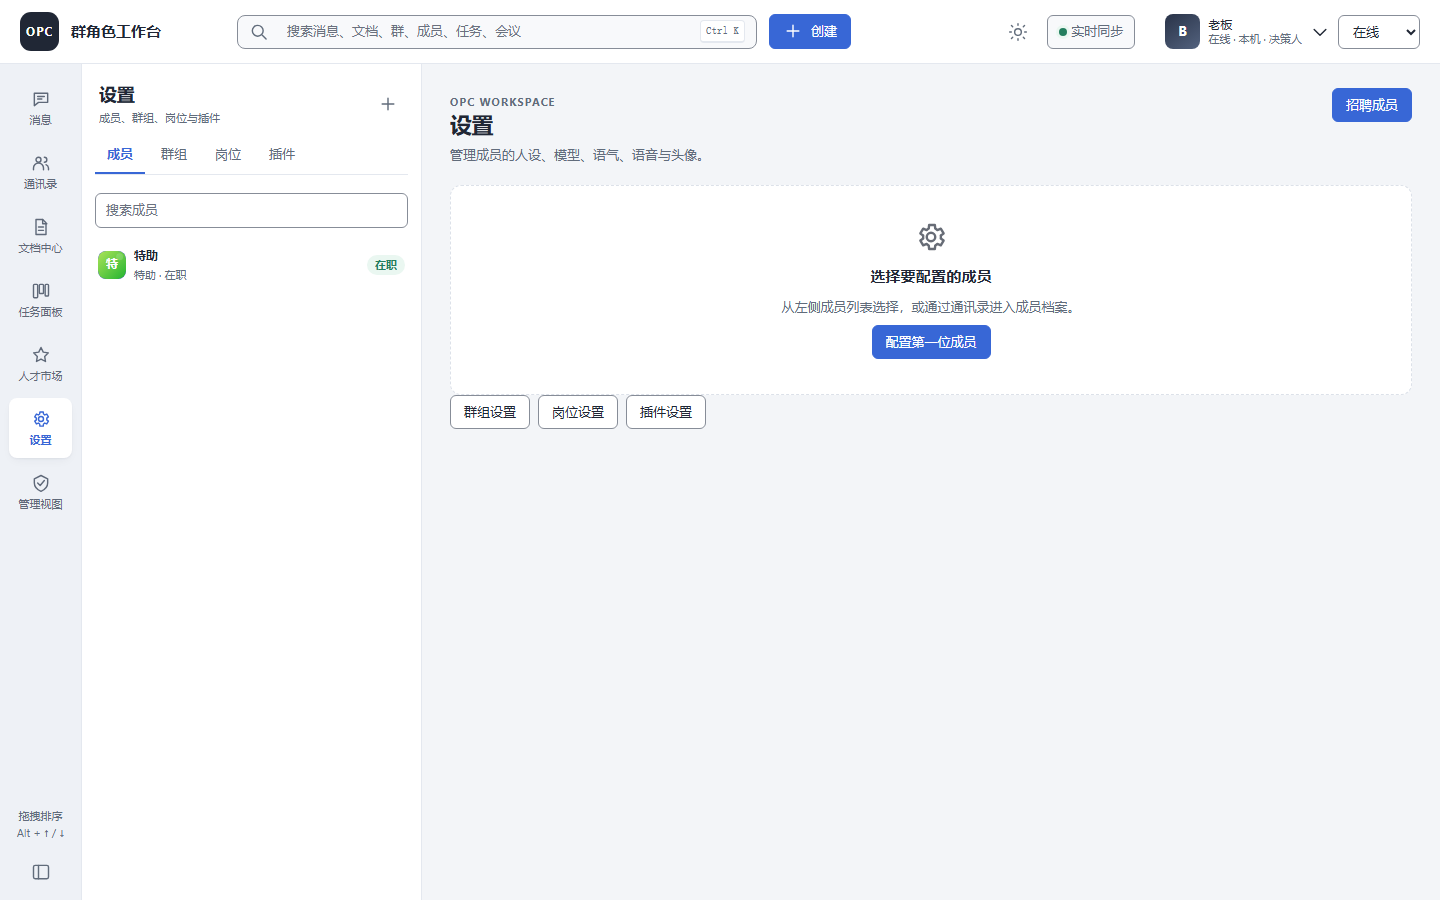 OPC
群角色工作台
搜索消息、文档、群、成员、任务、会议
Ctrl K
创建
实时同步
B
老板
在线 · 本机 · 决策人
在线
消息
通讯录
文档中心
任务面板
人才市场
设置
管理视图
拖拽排序
Alt + ↑ / ↓
设置
成员、群组、岗位与插件
成员
群组
岗位
插件
搜索成员
特
特助
特助 · 在职
在职
OPC WORKSPACE
设置
管理成员的人设、模型、语气、语音与头像。
招聘成员
选择要配置的成员
从左侧成员列表选择，或通过通讯录进入成员档案。
配置第一位成员
群组设置
岗位设置
插件设置